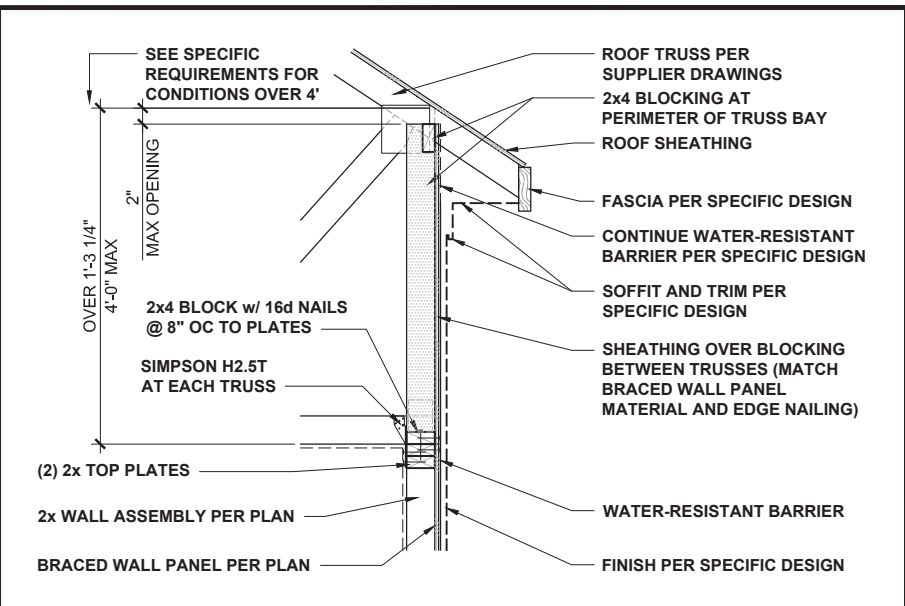 SEE SPECIFIC
REQUIREMENTS FOR
CONDITIONS OVER 4'
OVER 1'-3 1/4"
4'-0" MAX
2"
MAX OPENING
2x4 BLOCK w/ 16d NAILS
@ 8" OC TO PLATES
SIMPSON H2.5T
AT EACH TRUSS
(2) 2x TOP PLATES
2x WALL ASSEMBLY PER PLAN
BRACED WALL PANEL PER PLAN
ROOF TRUSS PER
SUPPLIER DRAWINGS
2x4 BLOCKING AT
PERIMETER OF TRUSS BAY
ROOF SHEATHING
FASCIA PER SPECIFIC DESIGN
CONTINUE WATER-RESISTANT
BARRIER PER SPECIFIC DESIGN
SOFFIT AND TRIM PER
SPECIFIC DESIGN
SHEATHING OVER BLOCKING
BETWEEN TRUSSES (MATCH
BRACED WALL PANEL
MATERIAL AND EDGE NAILING)
WATER-RESISTANT BARRIER
FINISH PER SPECIFIC DESIGN